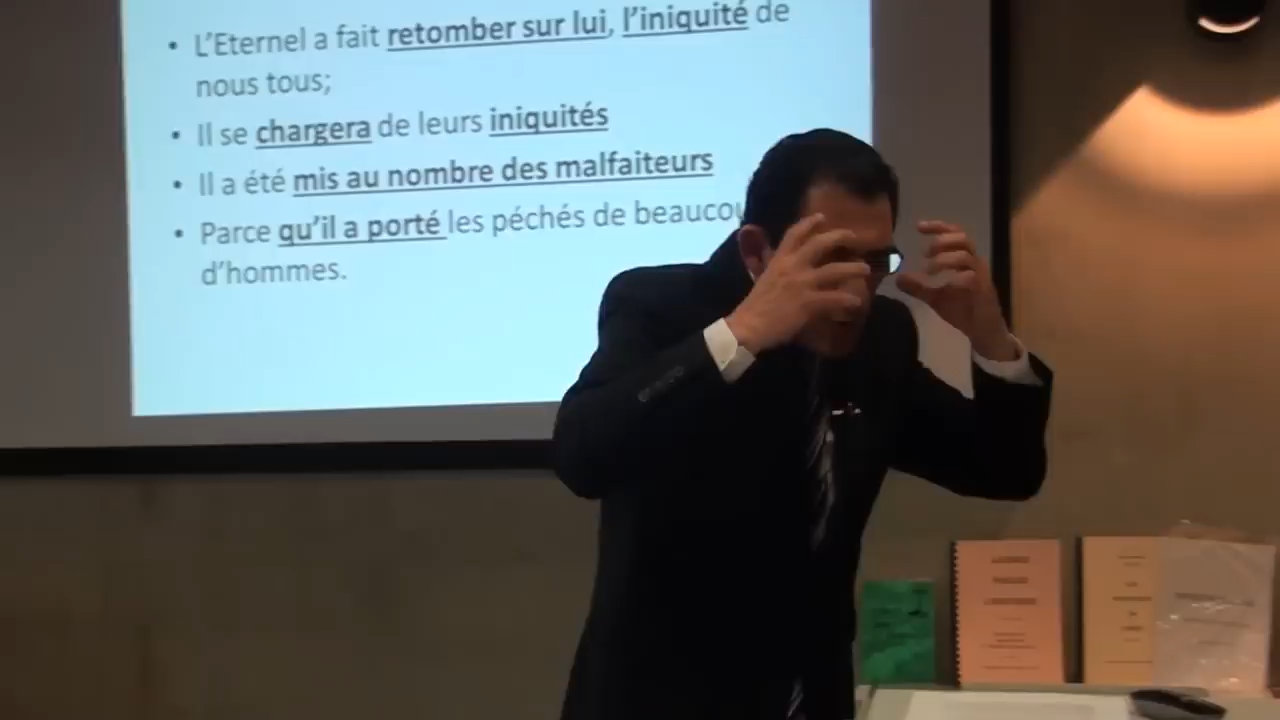 • L'Eternel a fait retomber sur lui, l'iniquité de
nous tous;
• Il se chargera de leurs iniquités
• Il a été mis au nombre des malfaiteurs
• Parce qu'il a porté les péchés de beaucou
d'hommes.